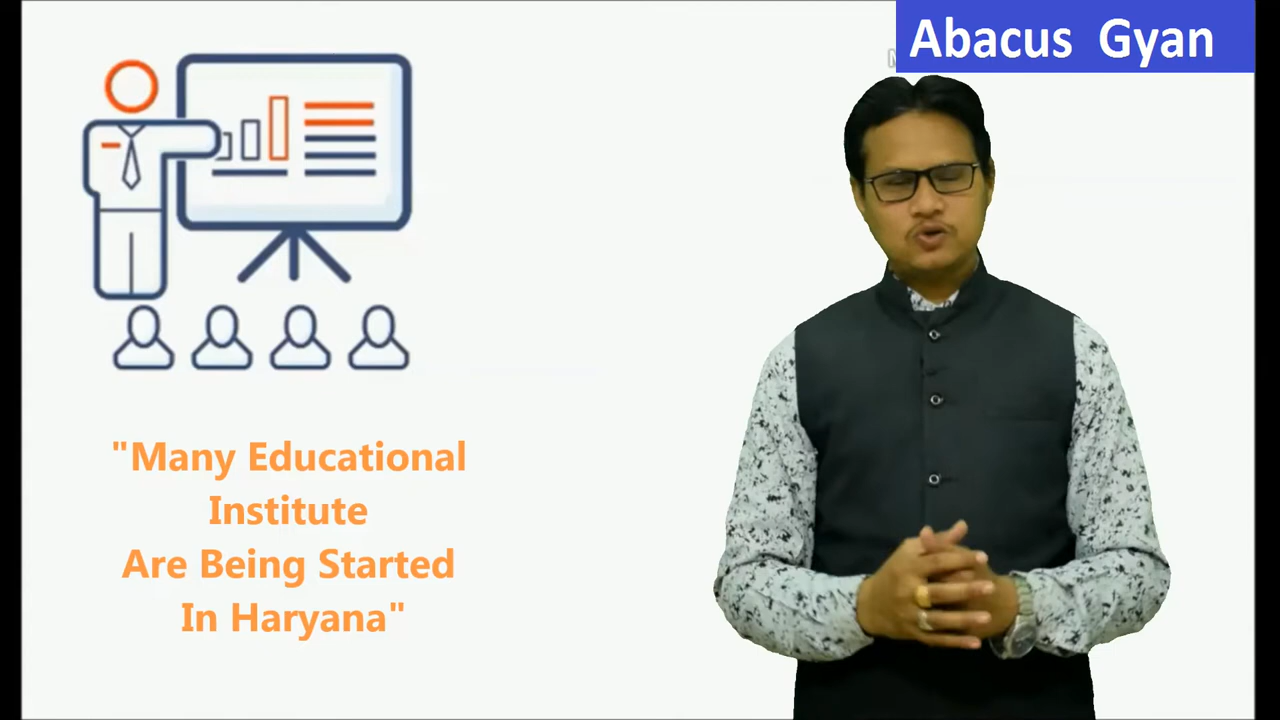 Abacus Gyan
"Many Educational
Institute
Are Being Started
In Haryana"